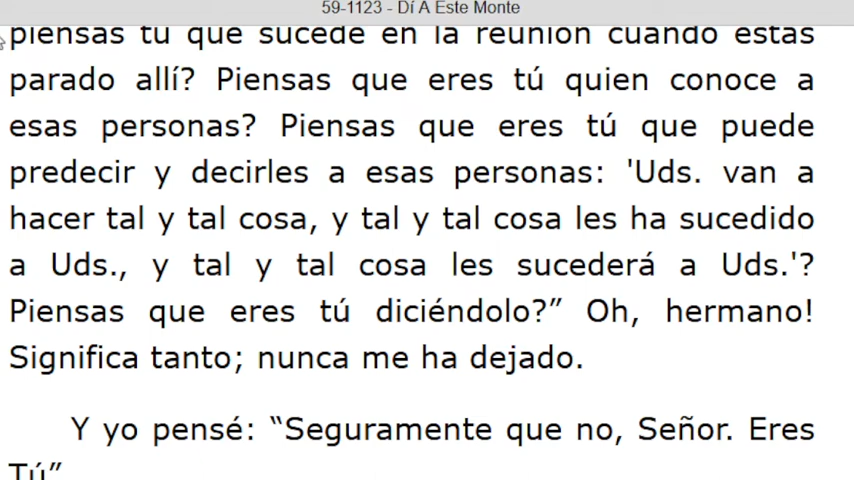 59-1123 - Dí A Este Monte
piensas tú que sucede en la reunión cuando estás
parado allí? Piensas que eres tú quien conoce a
esas personas? Piensas que eres tú que puede
predecir y decirles a esas personas: 'Uds. van a
hacer tal y tal cosa, y tal y tal cosa les ha sucedido
a Uds., y tal y tal cosa les sucederá a Uds.'?
Piensas que eres tú diciéndolo?” Oh, hermano!
Significa tanto; nunca me ha dejado.
Y yo pensé: “Seguramente que no, Señor. Eres
Tú”